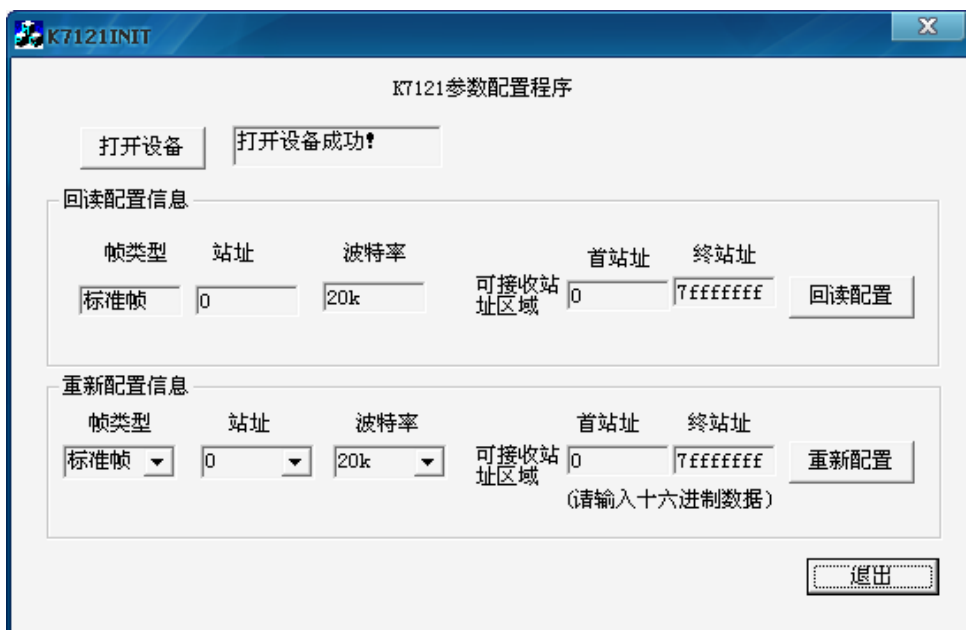 K7121INIT
K7121参数配置程序
打开设备 打开设备成功!
回读配置信息
帧类型 站址 波特率 首站址 终站址
标准帧 0 20k 可接收站址区域 0 7fffffff 回读配置
重新配置信息
帧类型 站址 波特率 首站址 终站址
标准帧 0 20k 可接收站址区域 0 7fffffff 重新配置
(请输入十六进制数据)
退出